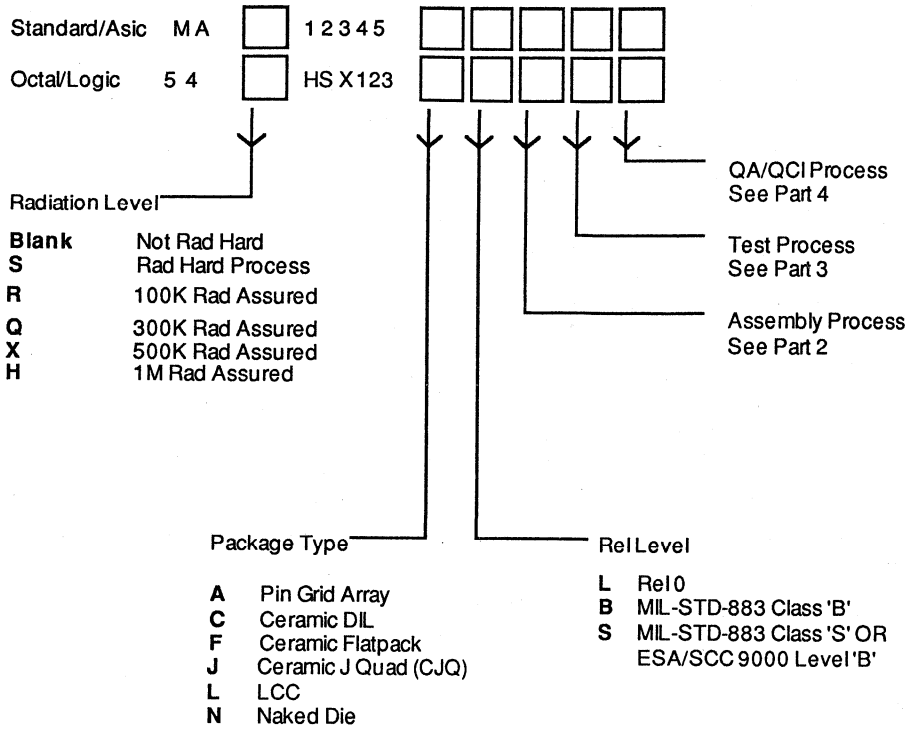 Standard/Asic MA 12345
Octal/Logic 54 HSX123
QA/QCI Process
See Part 4
Radiation Level
Blank Not Rad Hard
S Rad Hard Process
R 100K Rad Assured
Q 300K Rad Assured
X 500K Rad Assured
H 1M Rad Assured
Test Process
See Part 3
Assembly Process
See Part 2
Package Type
A Pin Grid Array
C Ceramic DIL
F Ceramic Flatpack
J Ceramic J Quad (CJQ)
L LCC
N Naked Die
Rel Level
L Rel 0
B MIL-STD-883 Class 'B'
S MIL-STD-883 Class 'S' OR
ESA/SCC 9000 Level 'B'